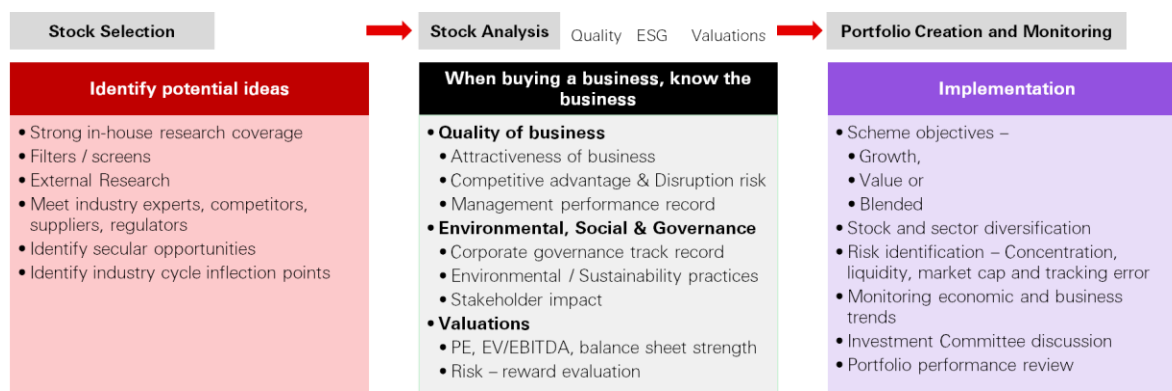 Stock Selection
Stock Analysis Quality ESG Valuations
Portfolio Creation and Monitoring
Identify potential ideas
• Strong in-house research coverage
• Filters / screens
• External Research
• Meet industry experts, competitors,
suppliers, regulators
• Identify secular opportunities
• Identify industry cycle inflection points
When buying a business, know the
business
• Quality of business
• Attractiveness of business
• Competitive advantage & Disruption risk
• Management performance record
• Environmental, Social & Governance
• Corporate governance track record
• Environmental / Sustainability practices
• Stakeholder impact
• Valuations
• PE, EV/EBITDA, balance sheet strength
• Risk – reward evaluation
Implementation
• Scheme objectives –
• Growth,
• Value or
• Blended
• Stock and sector diversification
• Risk identification – Concentration,
liquidity, market cap and tracking error
• Monitoring economic and business
trends
• Investment Committee discussion
• Portfolio performance review